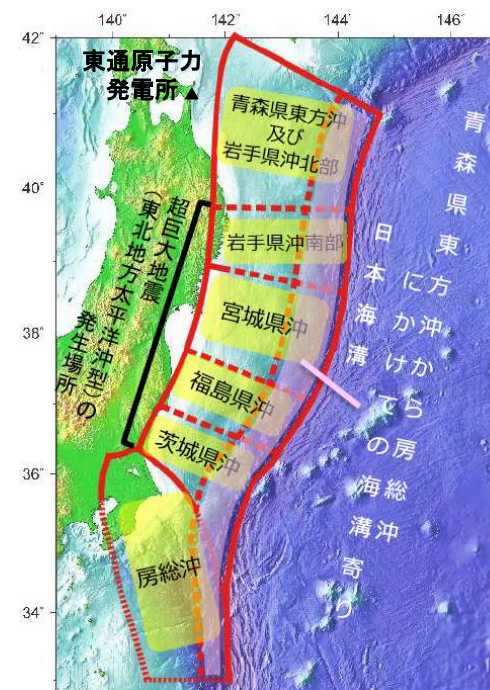 140°
142°
144°
146°
42°
40°
38°
36°
34°
東通原子力
発電所▲
青森県東方沖
及び
岩手県沖北部
岩手県沖南部
宮城県沖
福島県沖
茨城県沖
房総沖
超巨大地震
(東北地方太平洋沖型)の
発生場所
日本海溝
青森県東方沖から房総沖
にかけての海溝寄り